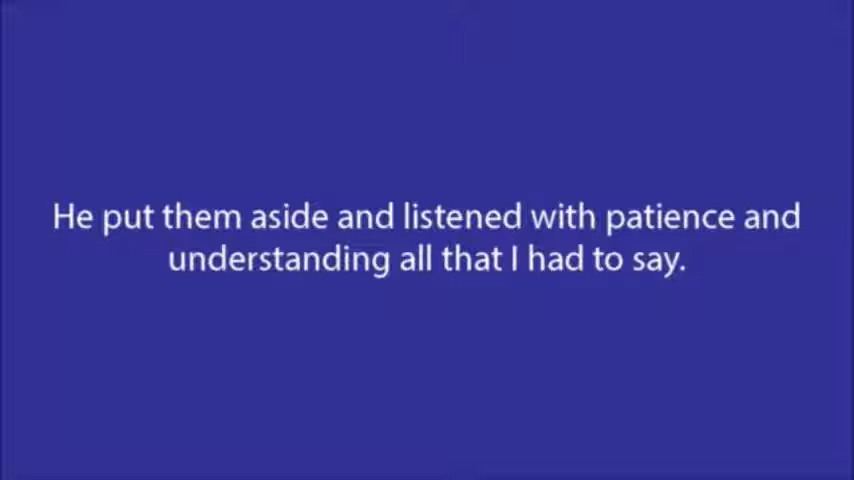 He put them aside and listened with patience and
understanding all that I had to say.